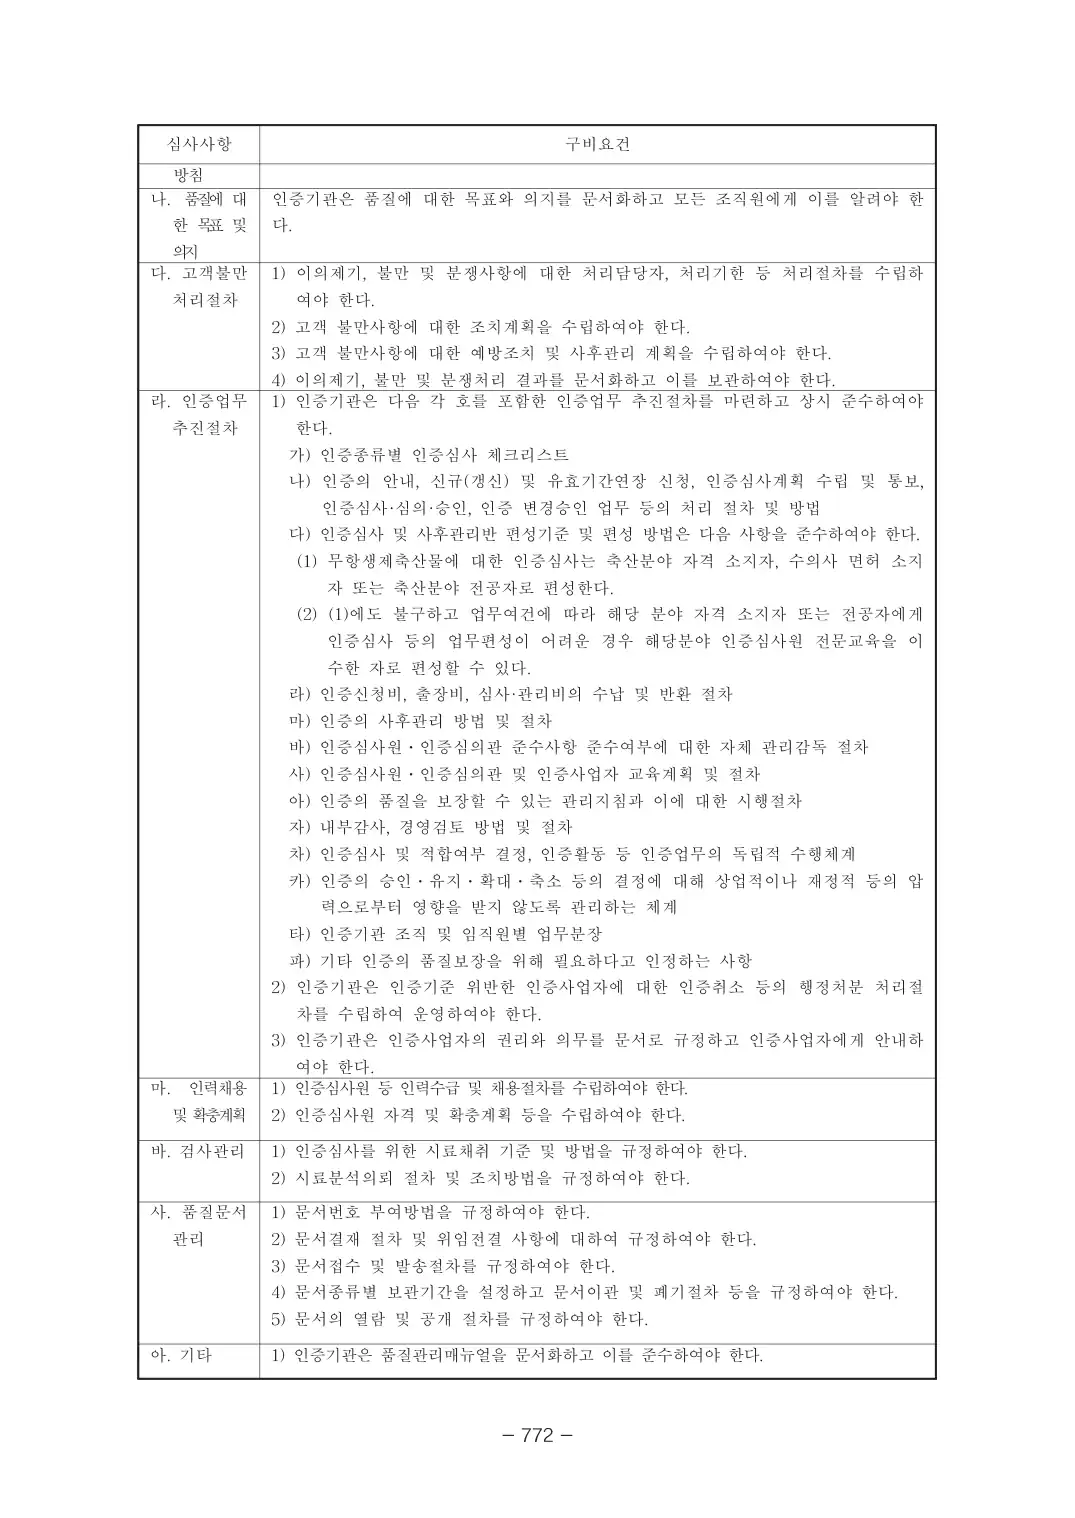 심사사항 구비요건
방침
나. 품질에 대 인증기관은 품질에 대한 목표와 의지를 문서화하고 모든 조직원에게 이를 알려야 한
한 목표 및 다.
의지
다. 고객불만 1) 이의제기, 불만 및 분쟁사항에 대한 처리담당자, 처리기한 등 처리절차를 수립하
처리절차 여야 한다.
2) 고객 불만사항에 대한 조치계획을 수립하여야 한다.
3) 고객 불만사항에 대한 예방조치 및 사후관리 계획을 수립하여야 한다.
4) 이의제기, 불만 및 분쟁처리 결과를 문서화하고 이를 보관하여야 한다.
라. 인증업무 1) 인증기관은 다음 각 호를 포함한 인증업무 추진절차를 마련하고 상시 준수하여야
추진절차 한다.
가) 인증종류별 인증심사 체크리스트
나) 인증의 안내, 신규(갱신) 및 유효기간연장 신청, 인증심사계획 수립 및 통보,
인증심사·심의·승인, 인증 변경승인 업무 등의 처리 절차 및 방법
다) 인증심사 및 사후관리반 편성기준 및 편성 방법은 다음 사항을 준수하여야 한다.
(1) 무항생제축산물에 대한 인증심사는 축산분야 자격 소지자, 수의사 면허 소지
자 또는 축산분야 전공자로 편성한다.
(2) (1)에도 불구하고 업무여건에 따라 해당 분야 자격 소지자 또는 전공자에게
인증심사 등의 업무편성이 어려운 경우 해당분야 인증심사원 전문교육을 이
수한 자로 편성할 수 있다.
라) 인증신청비, 출장비, 심사·관리비의 수납 및 반환 절차
마) 인증의 사후관리 방법 및 절차
바) 인증심사원・인증심의관 준수사항 준수여부에 대한 자체 관리감독 절차
사) 인증심사원・인증심의관 및 인증사업자 교육계획 및 절차
아) 인증의 품질을 보장할 수 있는 관리지침과 이에 대한 시행절차
자) 내부감사, 경영검토 방법 및 절차
차) 인증심사 및 적합여부 결정, 인증활동 등 인증업무의 독립적 수행체계
카) 인증의 승인・유지・확대・축소 등의 결정에 대해 상업적이나 재정적 등의 압
력으로부터 영향을 받지 않도록 관리하는 체계
타) 인증기관 조직 및 임직원별 업무분장
파) 기타 인증의 품질보장을 위해 필요하다고 인정하는 사항
2) 인증기관은 인증기준 위반한 인증사업자에 대한 인증취소 등의 행정처분 처리절
차를 수립하여 운영하여야 한다.
3) 인증기관은 인증사업자의 권리와 의무를 문서로 규정하고 인증사업자에게 안내하
여야 한다.
마. 인력채용 1) 인증심사원 등 인력수급 및 채용절차를 수립하여야 한다.
및 확충계획 2) 인증심사원 자격 및 확충계획 등을 수립하여야 한다.
바. 검사관리 1) 인증심사를 위한 시료채취 기준 및 방법을 규정하여야 한다.
2) 시료분석의뢰 절차 및 조치방법을 규정하여야 한다.
사. 품질문서 1) 문서번호 부여방법을 규정하여야 한다.
관리 2) 문서결재 절차 및 위임전결 사항에 대하여 규정하여야 한다.
3) 문서접수 및 발송절차를 규정하여야 한다.
4) 문서종류별 보관기간을 설정하고 문서이관 및 폐기절차 등을 규정하여야 한다.
5) 문서의 열람 및 공개 절차를 규정하여야 한다.
아. 기타 1) 인증기관은 품질관리매뉴얼을 문서화하고 이를 준수하여야 한다.
- 772 -